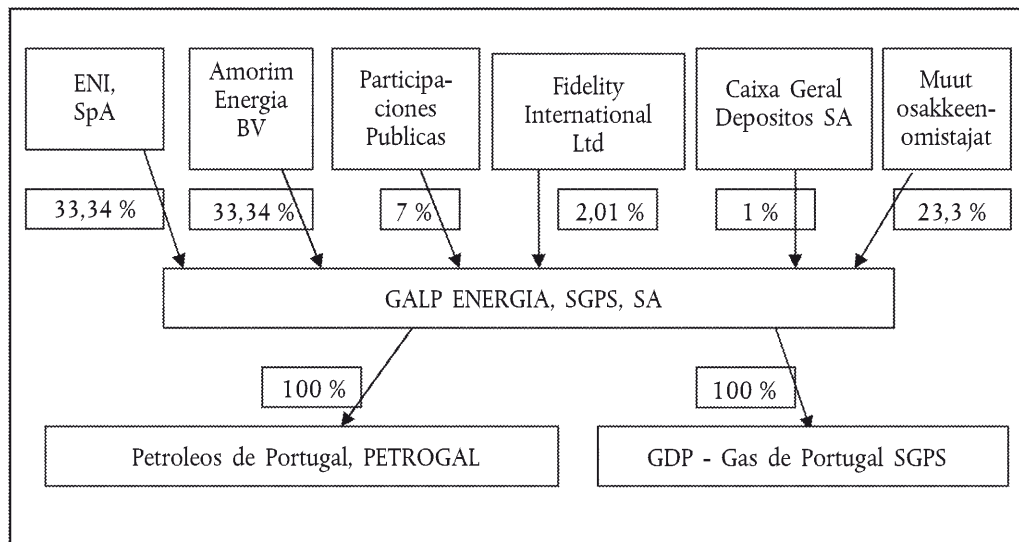 ENI,
SpA
Amorim
Energia
BV
Participa-
ciones
Publicas
Fidelity
International
Ltd
Caixa Geral
Depositos SA
Muut
osakkeen-
omistajat
33,34 %
33,34 %
7 %
2,01 %
1 %
23,3 %
GALP ENERGIA, SGPS, SA
100 %
100 %
Petroleos de Portugal, PETROGAL
GDP - Gas de Portugal SGPS